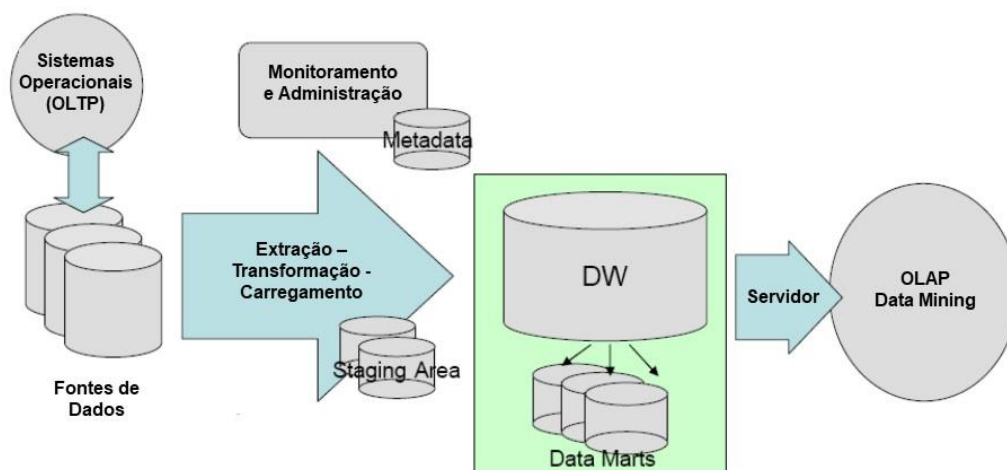 Sistemas
Operacionais
(OLTP)
Monitoramento
e Administração
Metadata
Extração –
Transformação -
Carregamento
Staging Area
Fontes de
Dados
DW
Data Marts
Servidor
OLAP
Data Mining